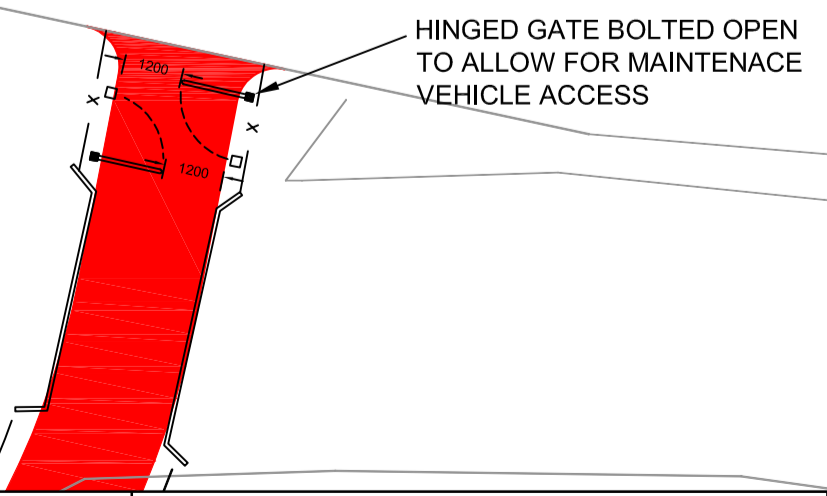 HINGED GATE BOLTED OPEN
TO ALLOW FOR MAINTENACE
VEHICLE ACCESS
1200
X
X
1200